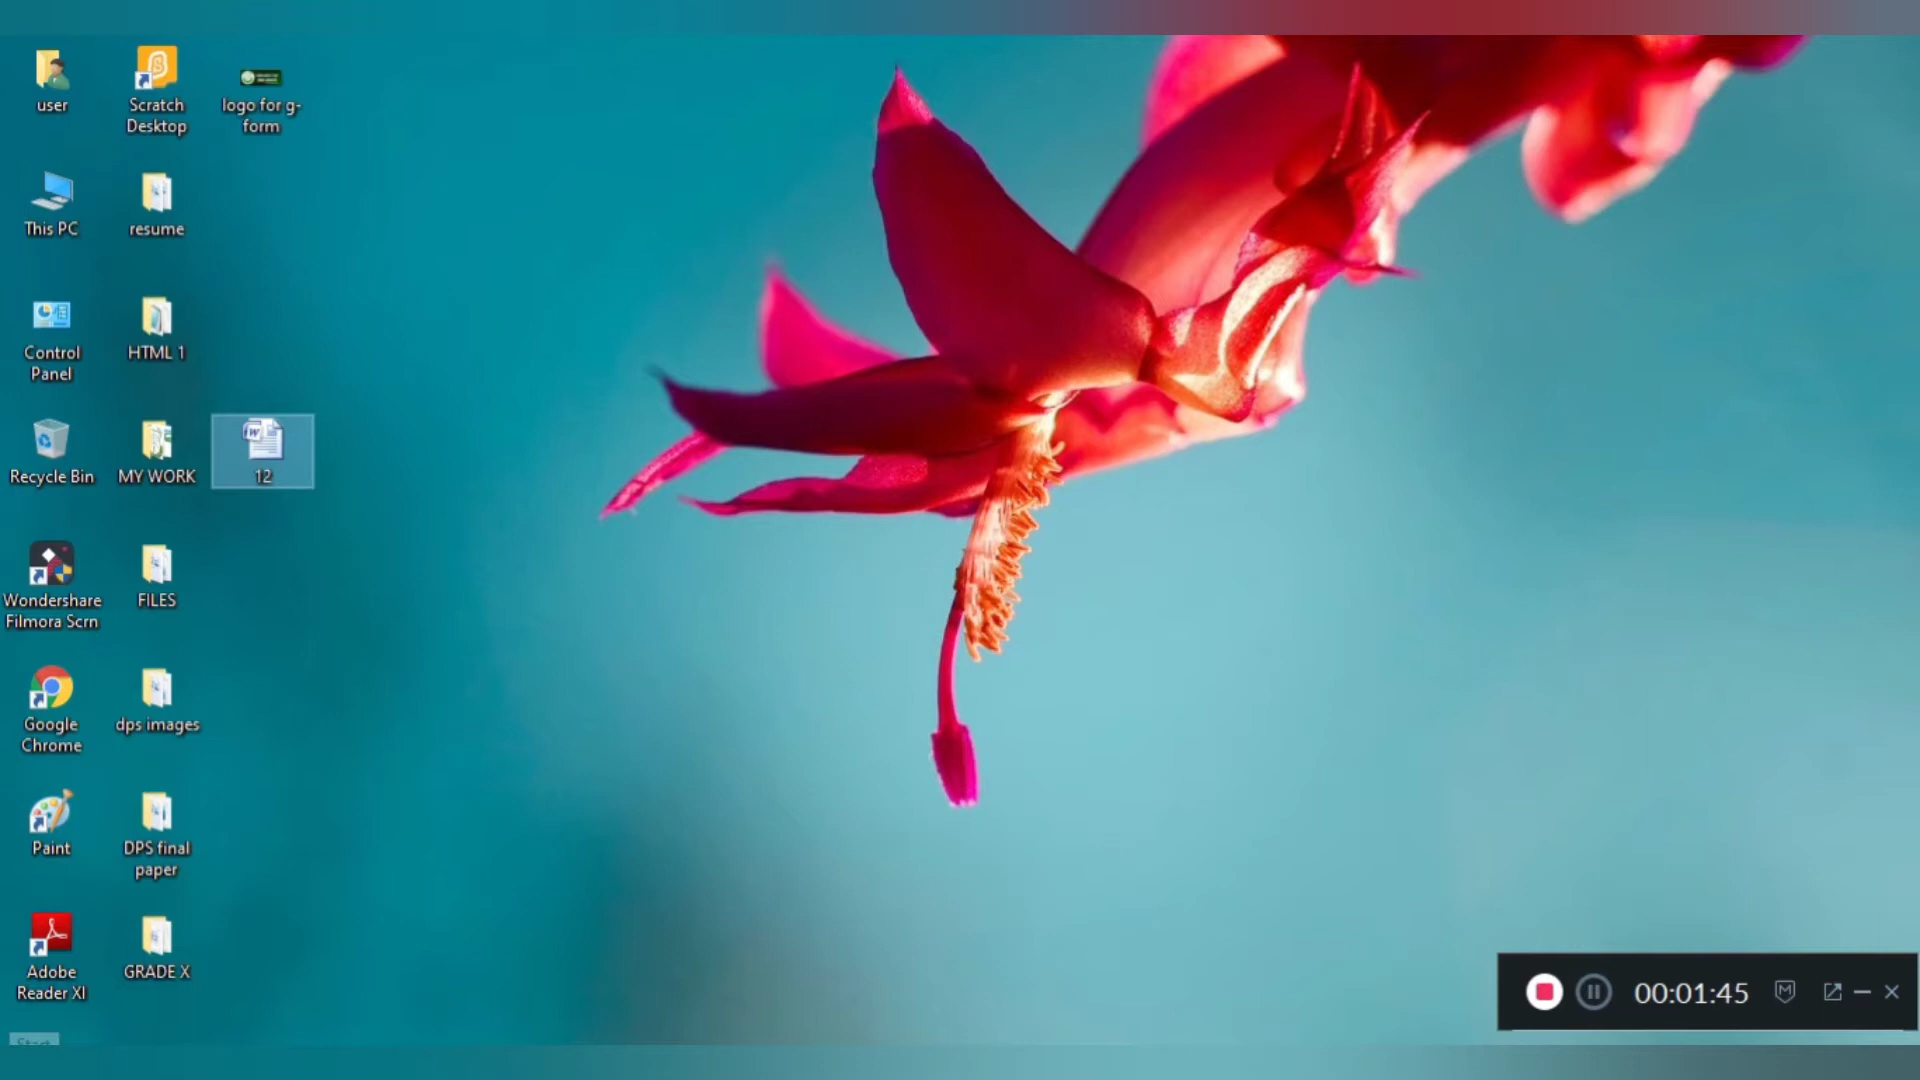 user
Scratch
Desktop
logo for g-
form
This PC
resume
Control
Panel
HTML 1
Recycle Bin
MY WORK
12
Wondershare
Filmora Scrn
FILES
Google
Chrome
dps images
Paint
DPS final
paper
Adobe
Reader XI
GRADE X
00:01:45
Start